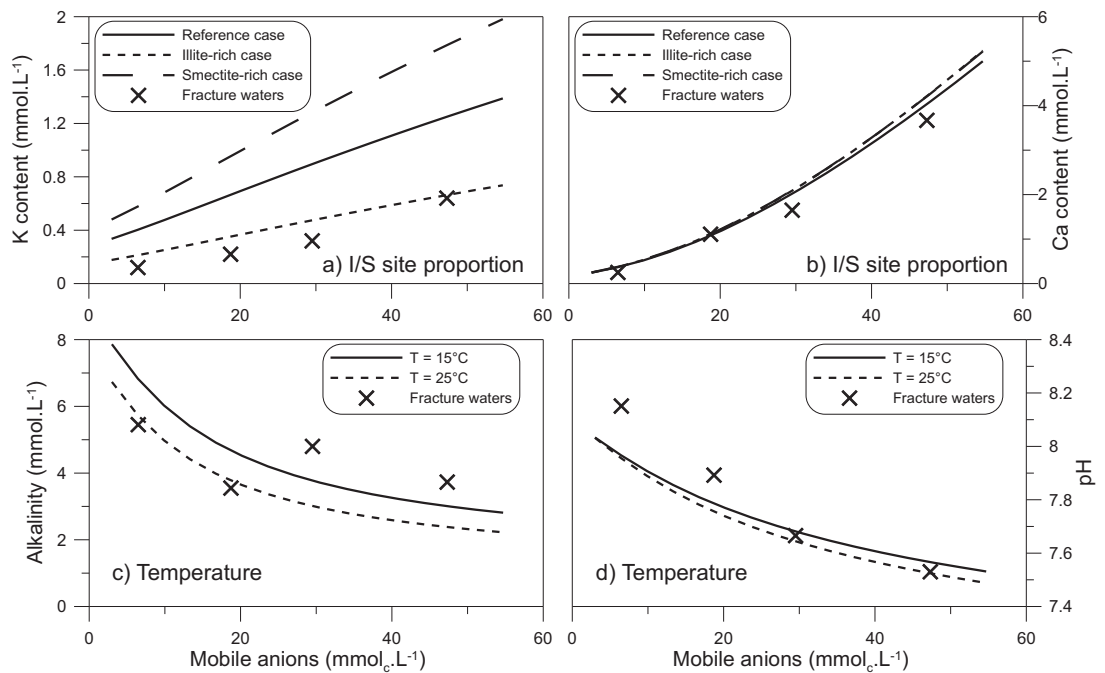 Reference case
Illite-rich case
Smectite-rich case
Fracture waters
K content (mmol.L-1)
2
1.6
1.2
0.8
0.4
0
0 20 40 60
a) I/S site proportion
Reference case
Illite-rich case
Smectite-rich case
Fracture waters
6
4
2
0
Ca content (mmol.L-1)
0 20 40 60
b) I/S site proportion
T = 15°C
T = 25°C
Fracture waters
Alkalinity (mmol.L-1)
8
6
4
2
0
c) Temperature
0 20 40 60
Mobile anions (mmolc.L-1)
T = 15°C
T = 25°C
Fracture waters
8.4
8.2
8
7.8
7.6
7.4
pH
d) Temperature
0 20 40 60
Mobile anions (mmolc.L-1)